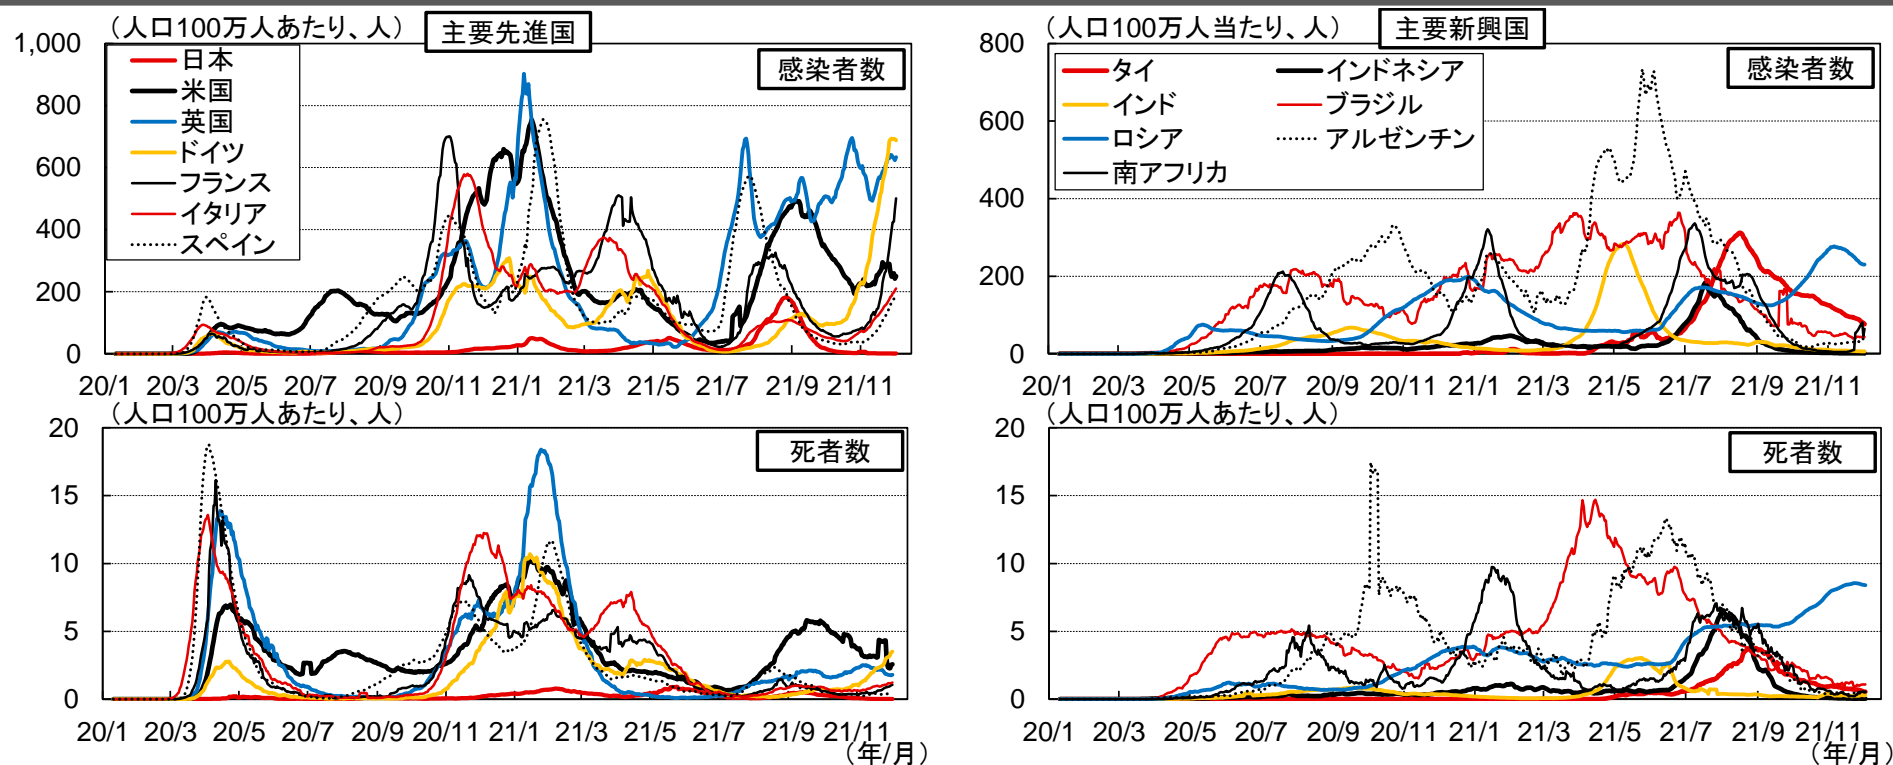 （人口100万人あたり、人）
主要先進国
感染者数
1,000
800
600
400
200
0
日本
米国
英国
ドイツ
フランス
イタリア
スペイン
20/1 20/3 20/5 20/7 20/9 20/11 21/1 21/3 21/5 21/7 21/9 21/11
（人口100万人当たり、人）
主要新興国
感染者数
800
600
400
200
0
タイ インドネシア
インド ブラジル
ロシア アルゼンチン
南アフリカ
20/1 20/3 20/5 20/7 20/9 20/11 21/1 21/3 21/5 21/7 21/9 21/11
（人口100万人あたり、人）
死者数
20
15
10
5
0
20/1 20/3 20/5 20/7 20/9 20/11 21/1 21/3 21/5 21/7 21/9 21/11
（年/月）
（人口100万人あたり、人）
死者数
20
15
10
5
0
20/1 20/3 20/5 20/7 20/9 20/11 21/1 21/3 21/5 21/7 21/9 21/11
（年/月）